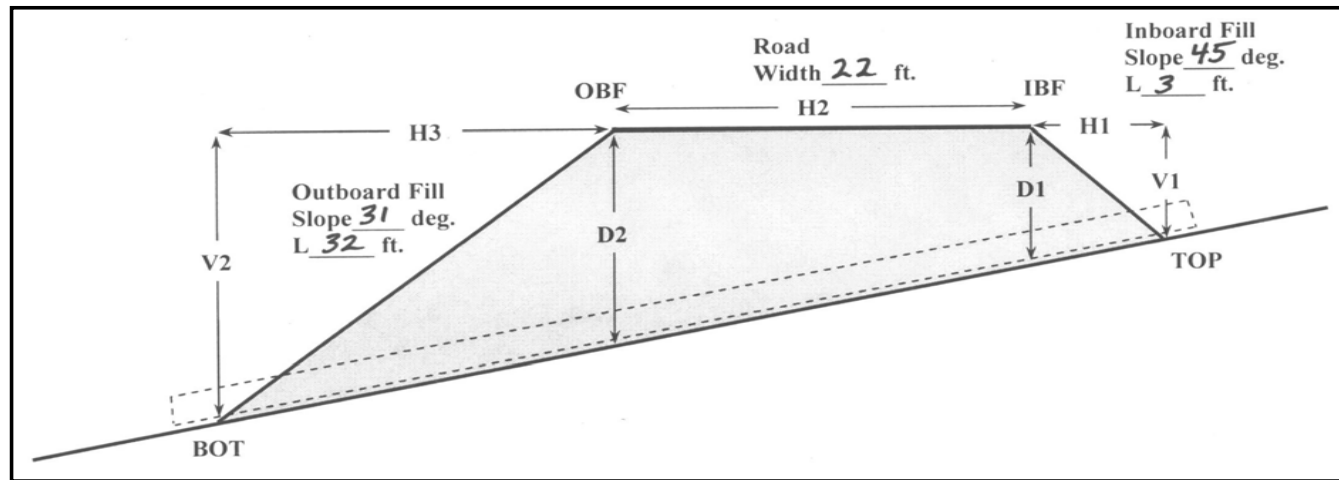 Road
Width 22 ft.
Inboard Fill
Slope 45 deg.
L 3 ft.
OBF
IBF
H2
H3
H1
Outboard Fill
Slope 31 deg.
L 32 ft.
V2
D2
D1
V1
TOP
BOT